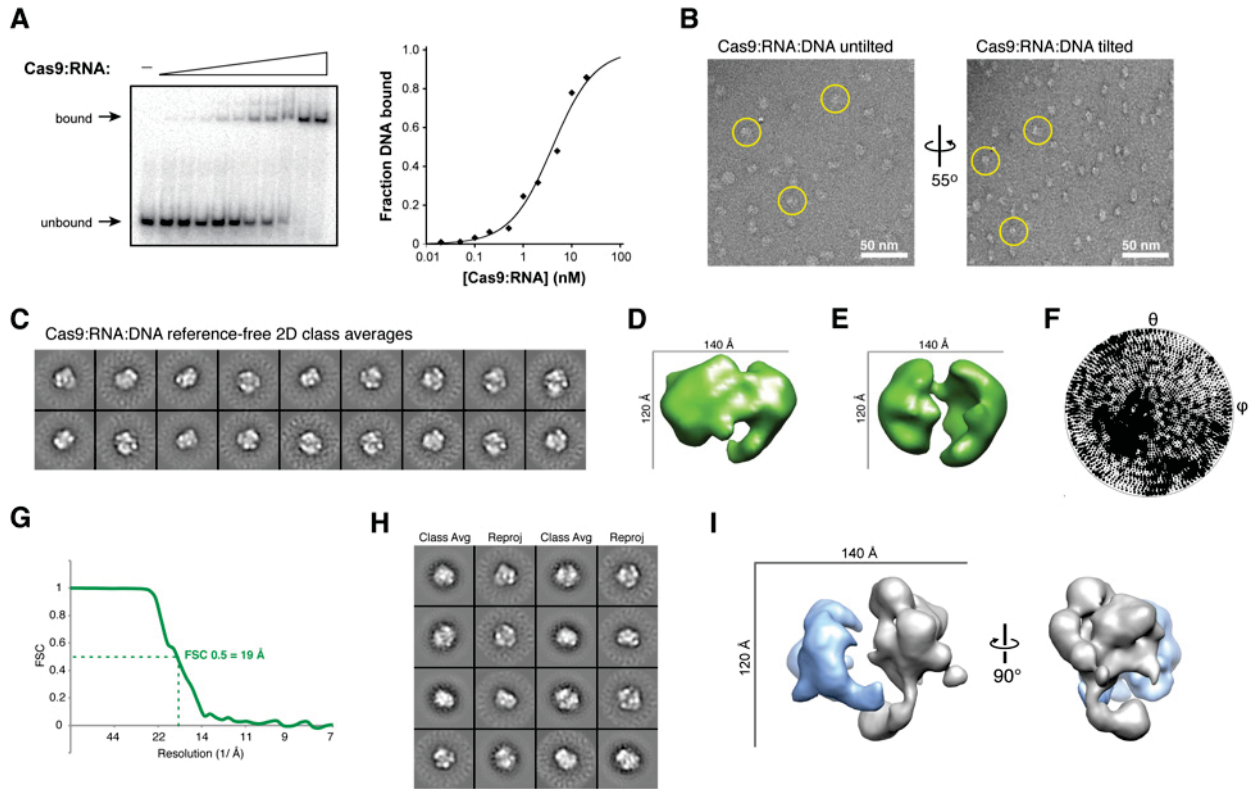 A
Cas9:RNA:
–
bound
unbound
Fraction DNA bound
1.0
0.8
0.6
0.4
0.2
0
0.01
0.1
1
10
100
[Cas9:RNA] (nM)
B
Cas9:RNA:DNA untilted
50 nm
55º
Cas9:RNA:DNA tilted
50 nm
C
Cas9:RNA:DNA reference-free 2D class averages
D
140 Å
120 Å
E
140 Å
120 Å
F
θ
φ
G
FSC
1
0.8
0.6
0.4
0.2
0
FSC 0.5 = 19 Å
44
22
14
11
9
7
Resolution (1/ Å)
H
Class Avg
Reproj
Class Avg
Reproj
I
140 Å
120 Å
90°